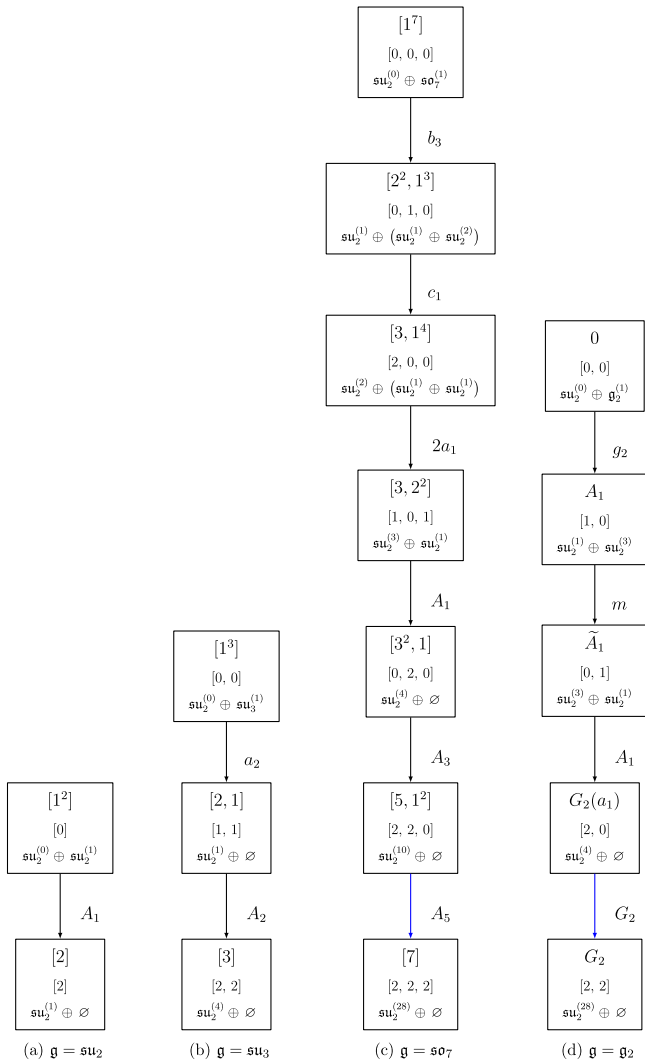 [1^2]
[0]
𝔰𝔲_2^{(0)} ⊕ 𝔰𝔲_2^{(1)}
A_1
[2]
[2]
𝔰𝔲_2^{(1)} ⊕ ∅
(a) 𝔤 = 𝔰𝔲_2
[1^3]
[0, 0]
𝔰𝔲_2^{(0)} ⊕ 𝔰𝔲_3^{(1)}
a_2
[2, 1]
[1, 1]
𝔰𝔲_2^{(1)} ⊕ ∅
A_2
[3]
[2, 2]
𝔰𝔲_2^{(4)} ⊕ ∅
(b) 𝔤 = 𝔰𝔲_3
[1^7]
[0, 0, 0]
𝔰𝔲_2^{(0)} ⊕ 𝔰𝔬_7^{(1)}
b_3
[2^2, 1^3]
[0, 1, 0]
𝔰𝔲_2^{(1)} ⊕ (𝔰𝔲_2^{(1)} ⊕ 𝔰𝔲_2^{(2)})
c_1
[3, 1^4]
[2, 0, 0]
𝔰𝔲_2^{(2)} ⊕ (𝔰𝔲_2^{(1)} ⊕ 𝔰𝔲_2^{(1)})
2a_1
[3, 2^2]
[1, 0, 1]
𝔰𝔲_2^{(3)} ⊕ 𝔰𝔲_2^{(1)}
A_1
[3^2, 1]
[0, 2, 0]
𝔰𝔲_2^{(4)} ⊕ ∅
A_3
[5, 1^2]
[2, 2, 0]
𝔰𝔲_2^{(10)} ⊕ ∅
A_5
[7]
[2, 2, 2]
𝔰𝔲_2^{(28)} ⊕ ∅
(c) 𝔤 = 𝔰𝔬_7
0
[0, 0]
𝔰𝔲_2^{(0)} ⊕ 𝔤_2^{(1)}
g_2
A_1
[1, 0]
𝔰𝔲_2^{(1)} ⊕ 𝔰𝔲_2^{(3)}
m
Ã_1
[0, 1]
𝔰𝔲_2^{(3)} ⊕ 𝔰𝔲_2^{(1)}
A_1
G_2(a_1)
[2, 0]
𝔰𝔲_2^{(4)} ⊕ ∅
G_2
G_2
[2, 2]
𝔰𝔲_2^{(28)} ⊕ ∅
(d) 𝔤 = 𝔤_2